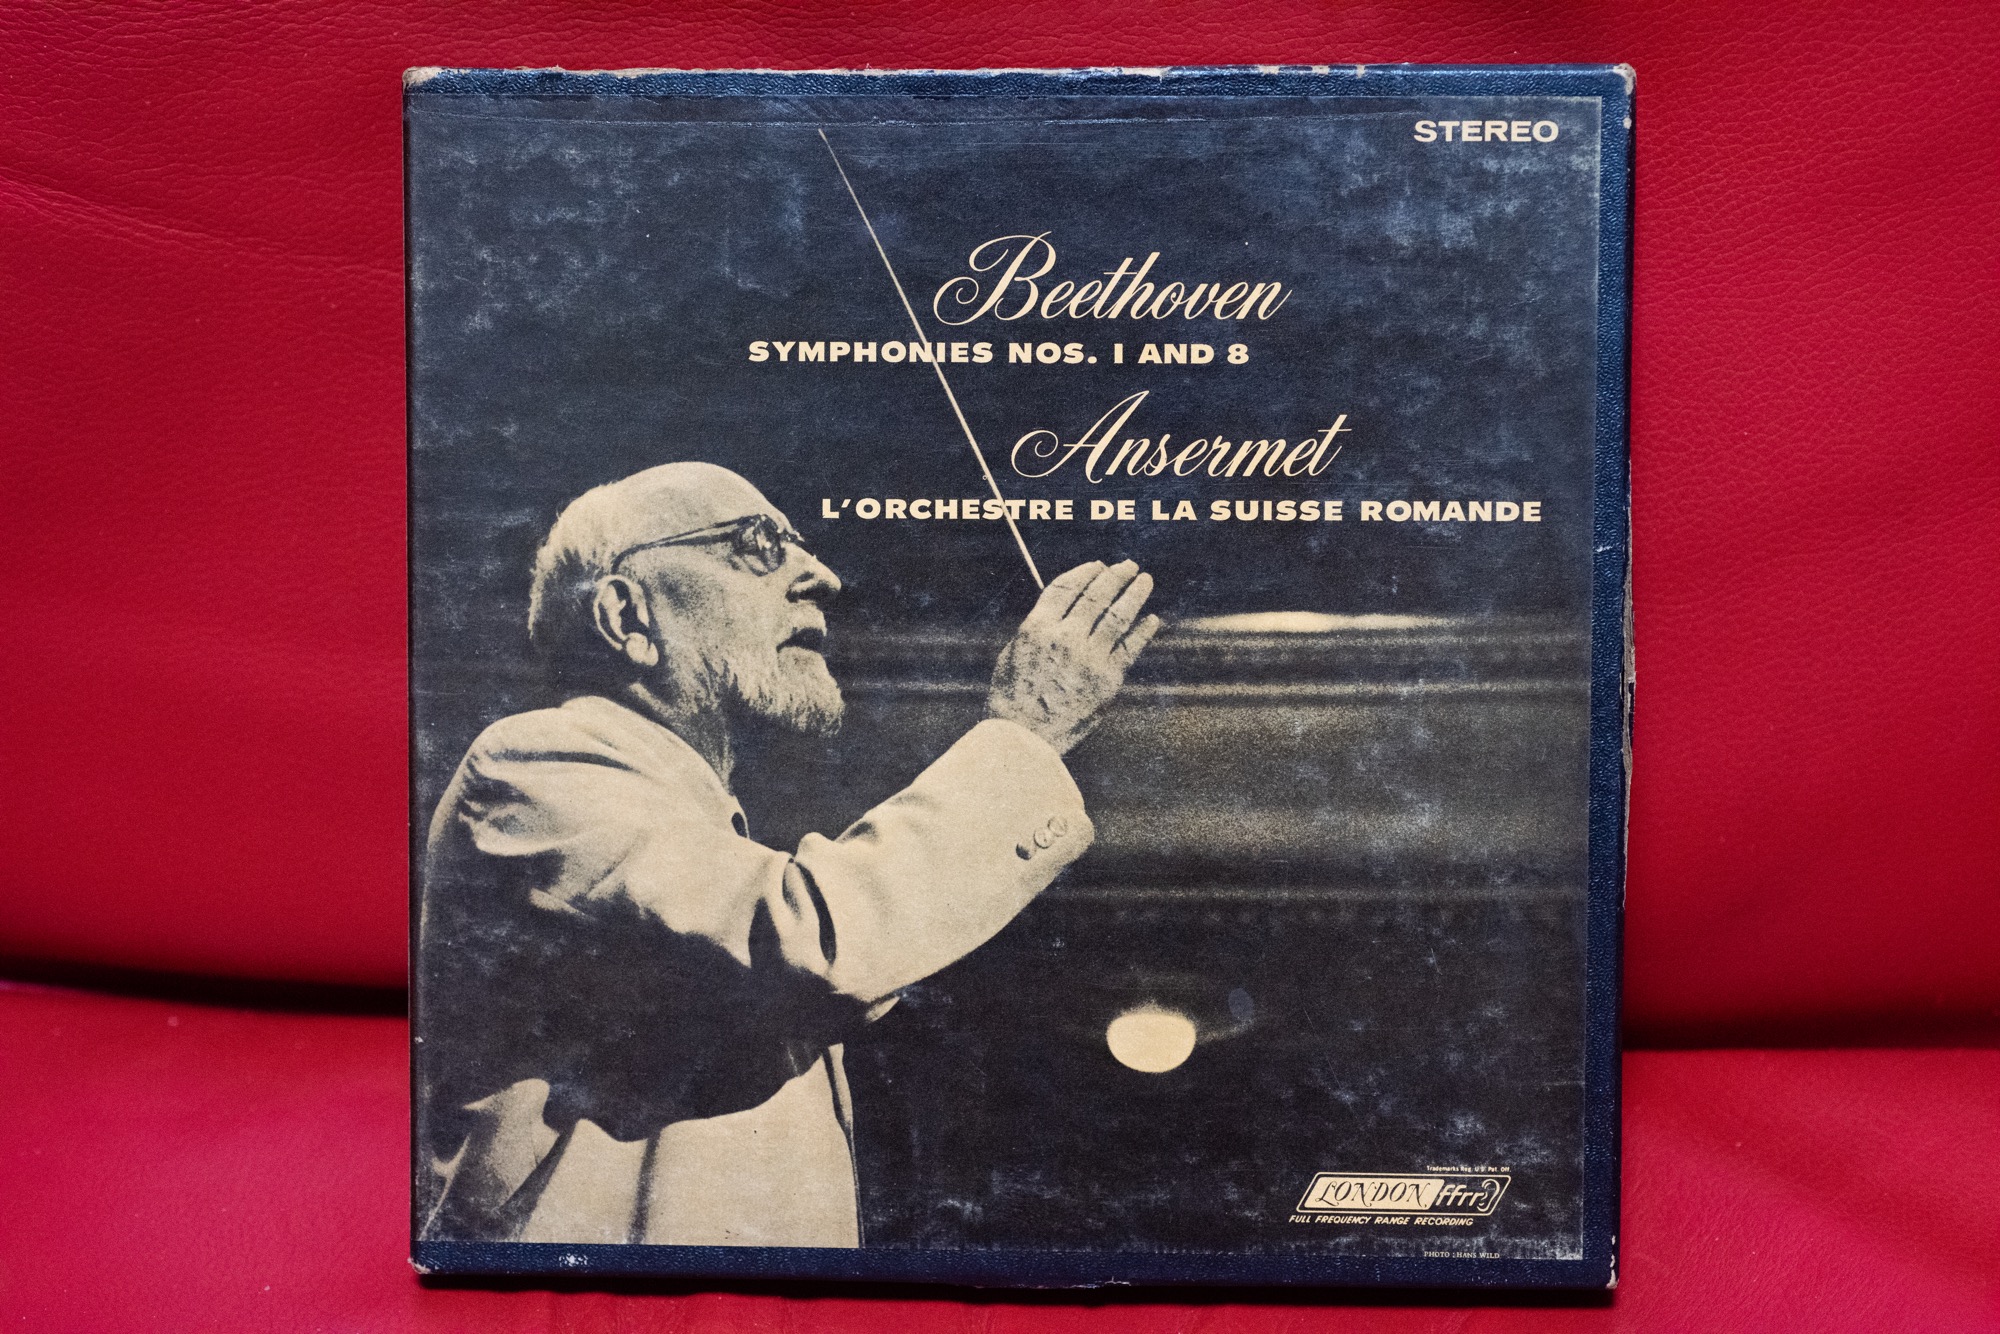 STEREO
Beethoven
SYMPHONIES NOS. 1 AND 8
Ansermet
L'ORCHESTRE DE LA SUISSE ROMANDE
Trademarks Reg. U S Pat. Off.
LONDON ffrr
FULL FREQUENCY RANGE RECORDING
PHOTO : HANS WILD